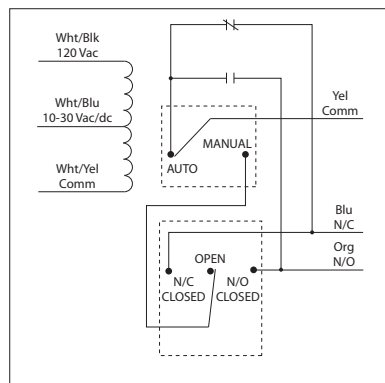 Wht/Blk
120 Vac
Wht/Blu
10-30 Vac/dc
Wht/Yel
Comm
Yel
Comm
MANUAL
AUTO
Blu
N/C
Org
N/O
OPEN
N/C
CLOSED
N/O
CLOSED